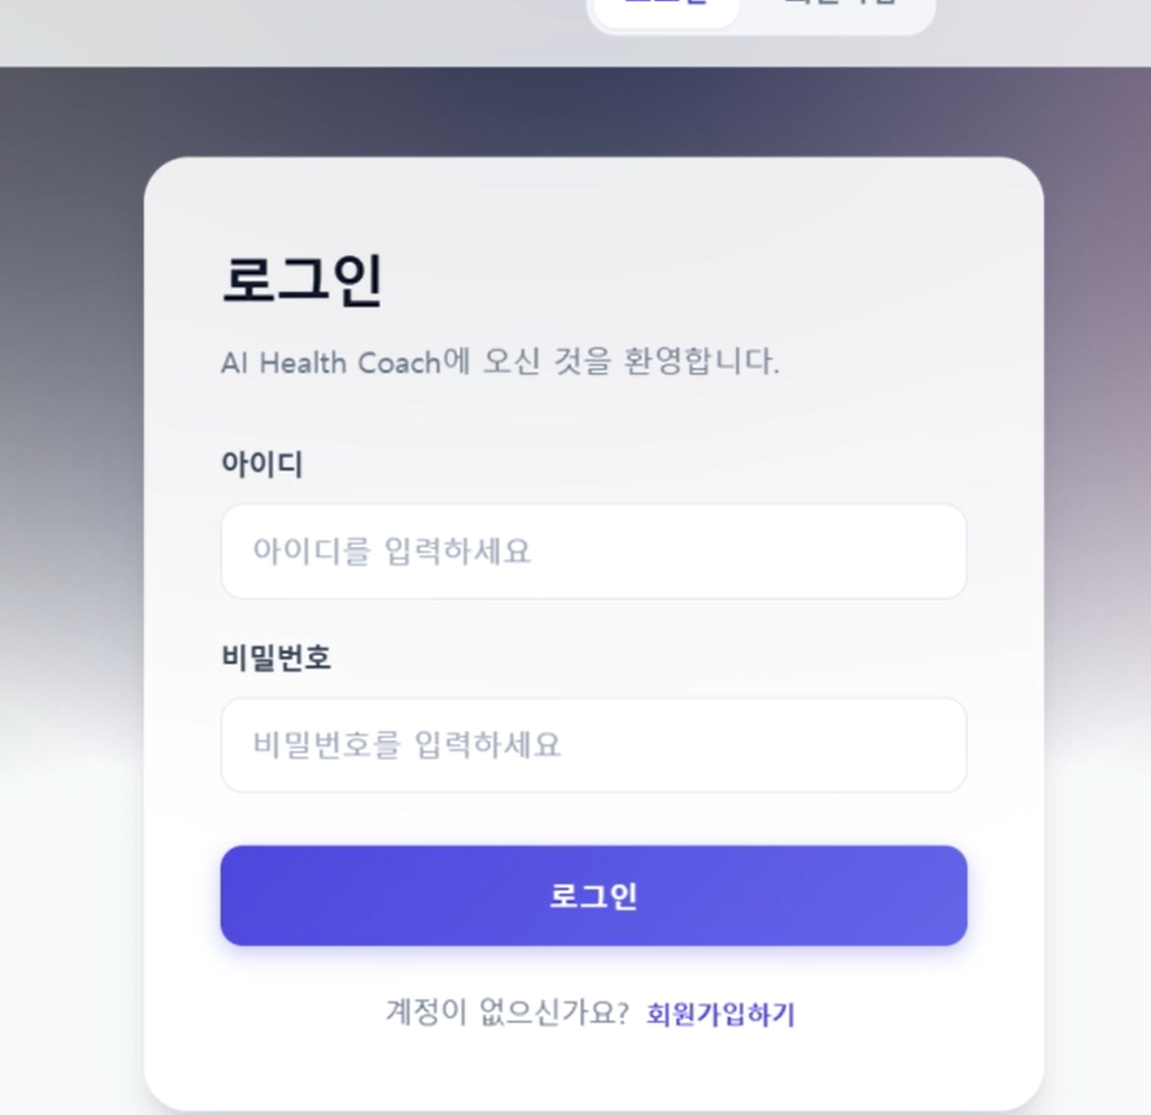 로그인
AI Health Coach에 오신 것을 환영합니다.
아이디
아이디를 입력하세요
비밀번호
비밀번호를 입력하세요
로그인
계정이 없으신가요? 회원가입하기